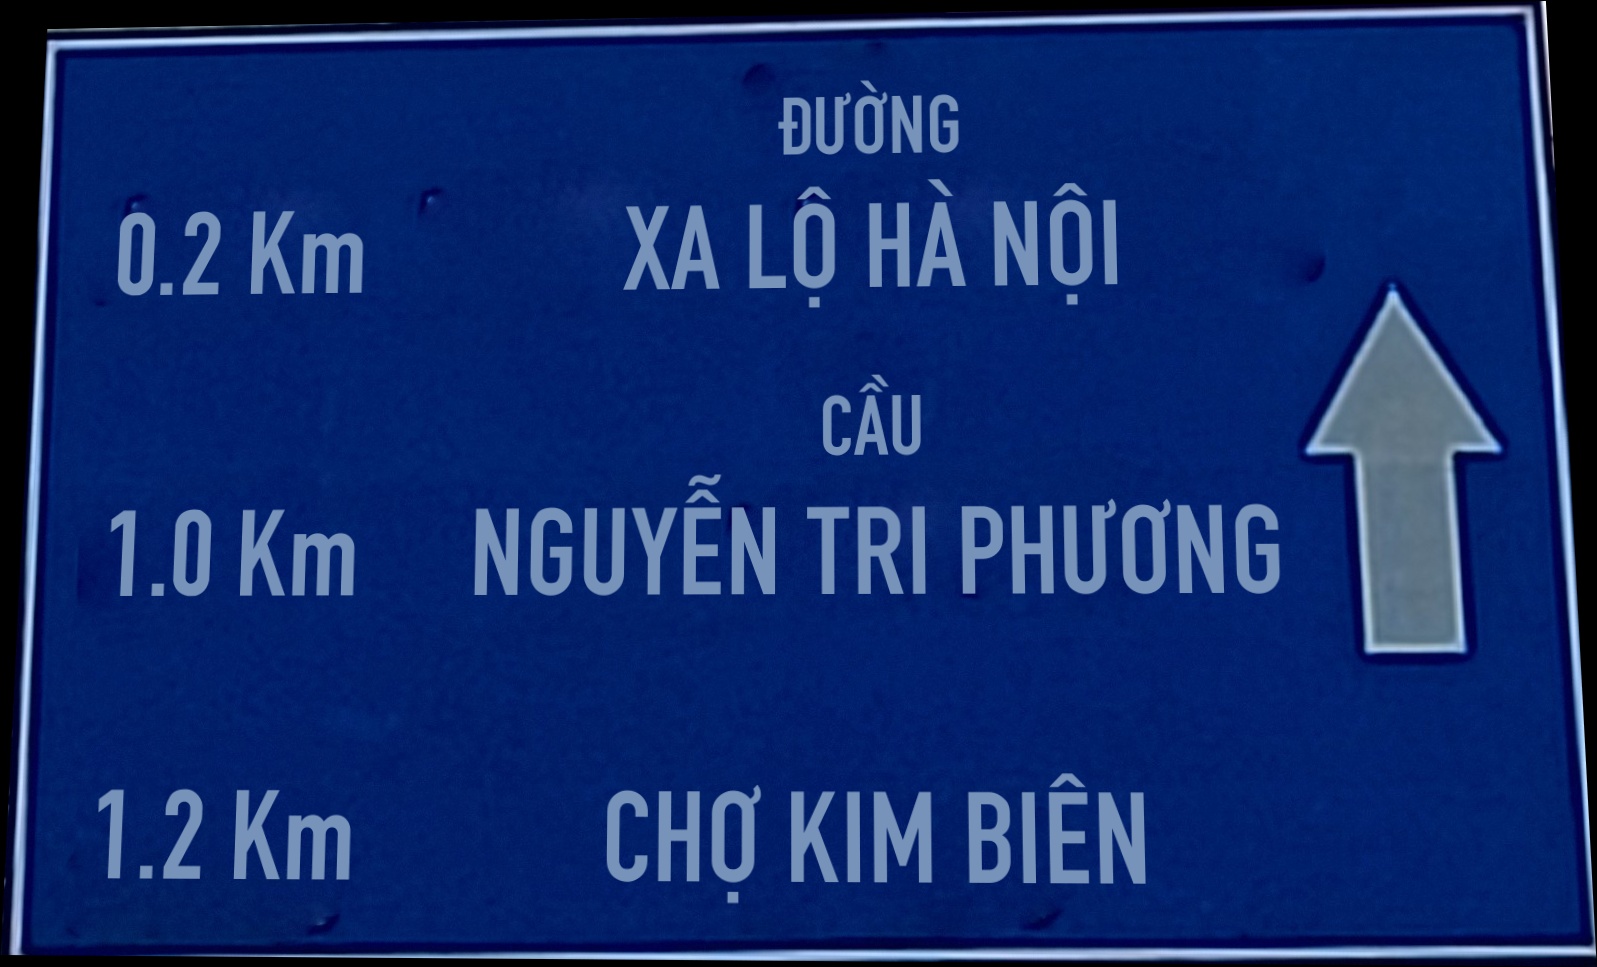 ĐƯỜNG
0.2 Km XA LỘ HÀ NỘI
CẦU
1.0 Km NGUYỄN TRI PHƯƠNG
1.2 Km CHỢ KIM BIÊN